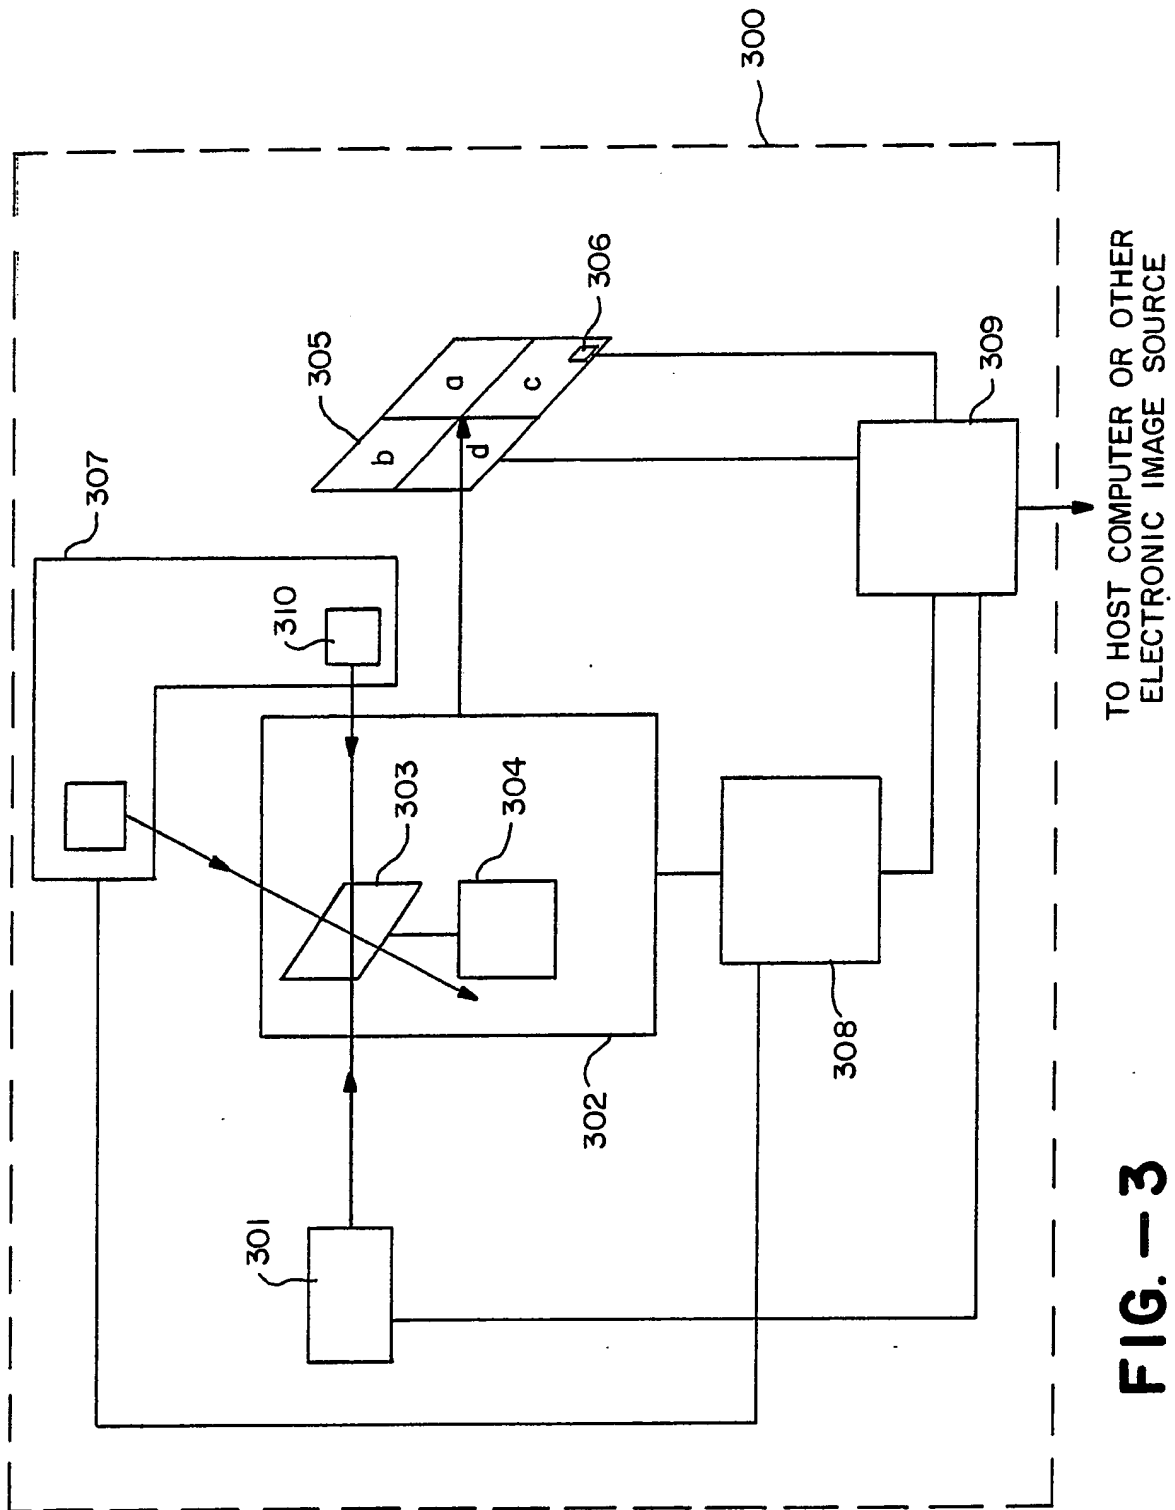 300
307
305
b
a
d
c
306
310
303
304
301
302
308
309
TO HOST COMPUTER OR OTHER
ELECTRONIC IMAGE SOURCE
FIG.-3